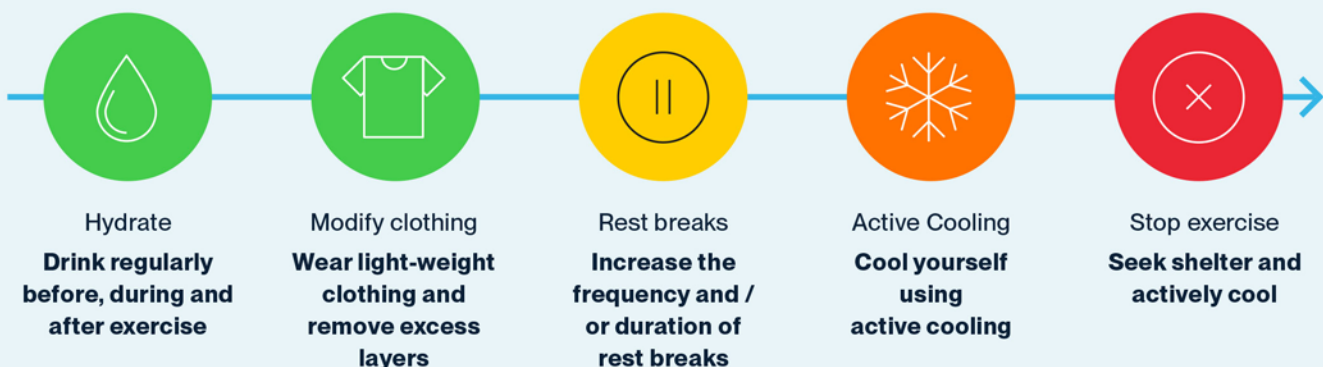 Hydrate
Drink regularly
before, during and
after exercise
Modify clothing
Wear light-weight
clothing and
remove excess
layers
Rest breaks
Increase the
frequency and /
or duration of
rest breaks
Active Cooling
Cool yourself
using
active cooling
Stop exercise
Seek shelter and
actively cool